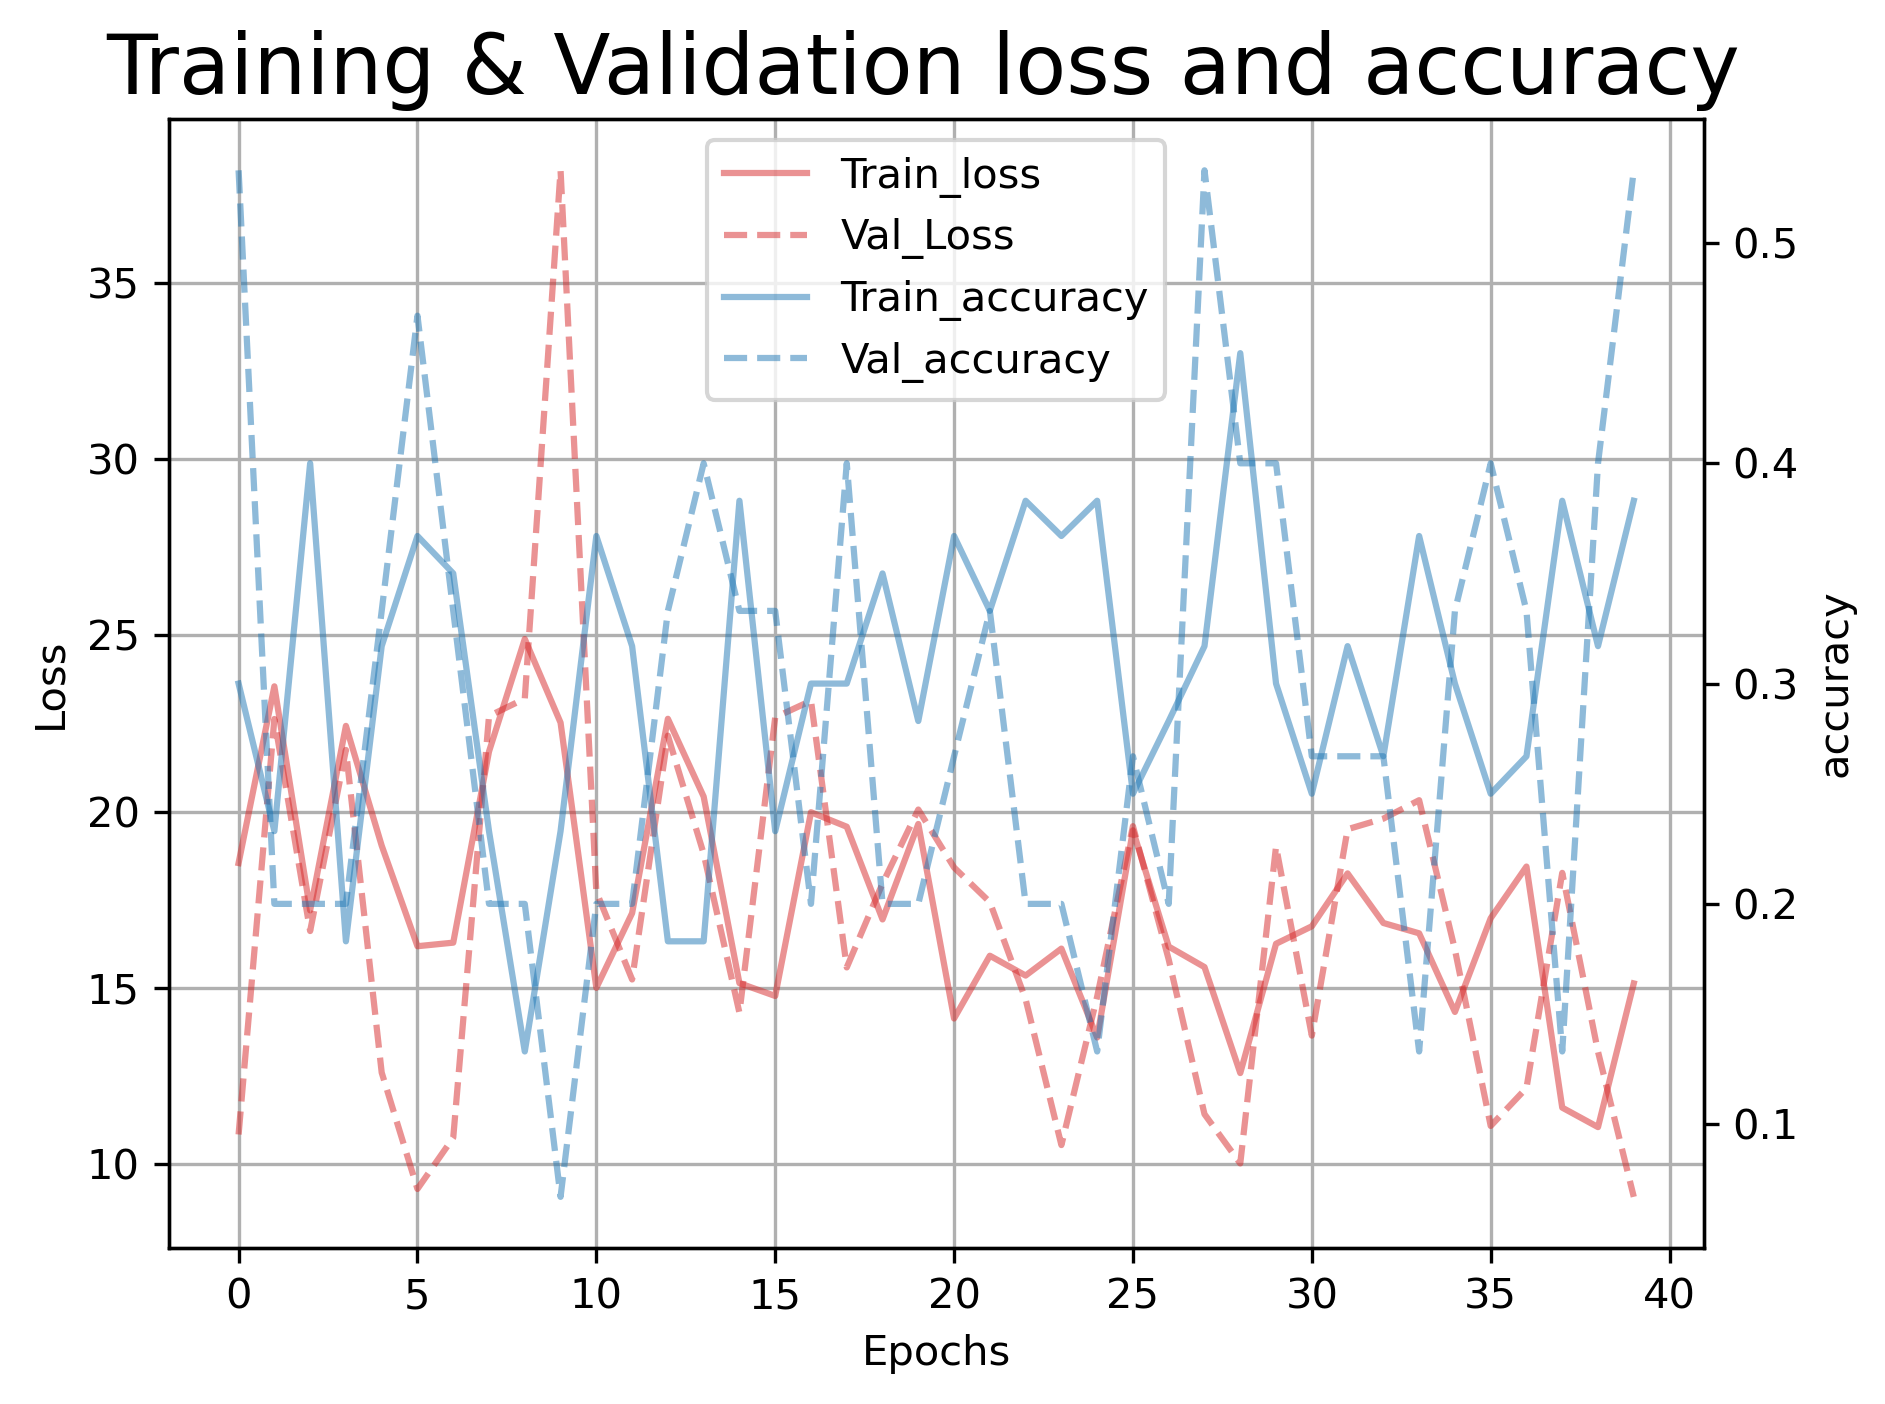 Training & Validation loss and accuracy
Train_loss
Val_Loss
Train_accuracy
Val_accuracy
35
30
25
20
15
10
Loss
0.5
0.4
0.3
0.2
0.1
accuracy
0 5 10 15 20 25 30 35 40
Epochs